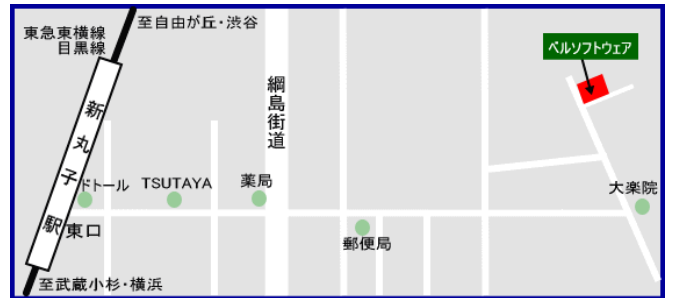 至自由が丘・渋谷
東急東横線
目黒線
ベルソフトウェア
綱島街道
新丸子駅
ドトール
TSUTAYA
薬局
大楽院
東口
郵便局
至武蔵小杉・横浜